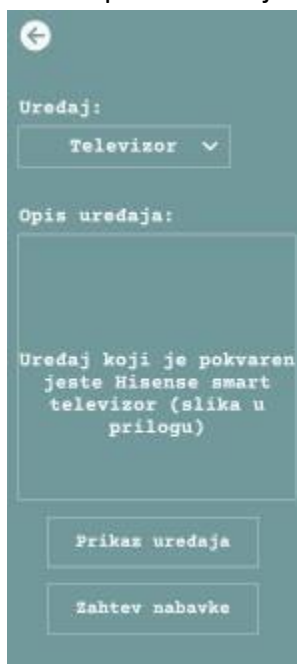 Uređaj:
Televizor
Opis uređaja:
Uređaj koji je pokvaren
jeste Hisense smart
televizor (slika u
prilogu)
Prikaz uređaja
Zahtev nabavke